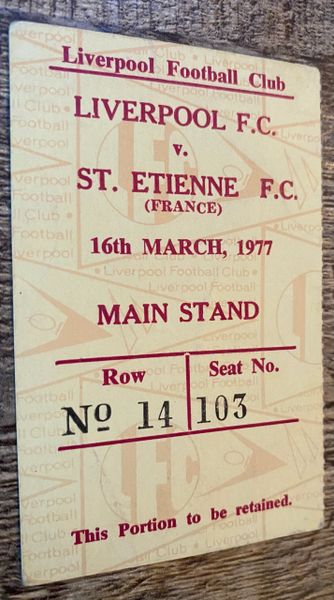 Liverpool Football Club
LIVERPOOL F.C.
v.
ST. ETIENNE F.C.
(FRANCE)
16th MARCH, 1977
MAIN STAND
Row Seat No.
No 14 103
This Portion to be retained.